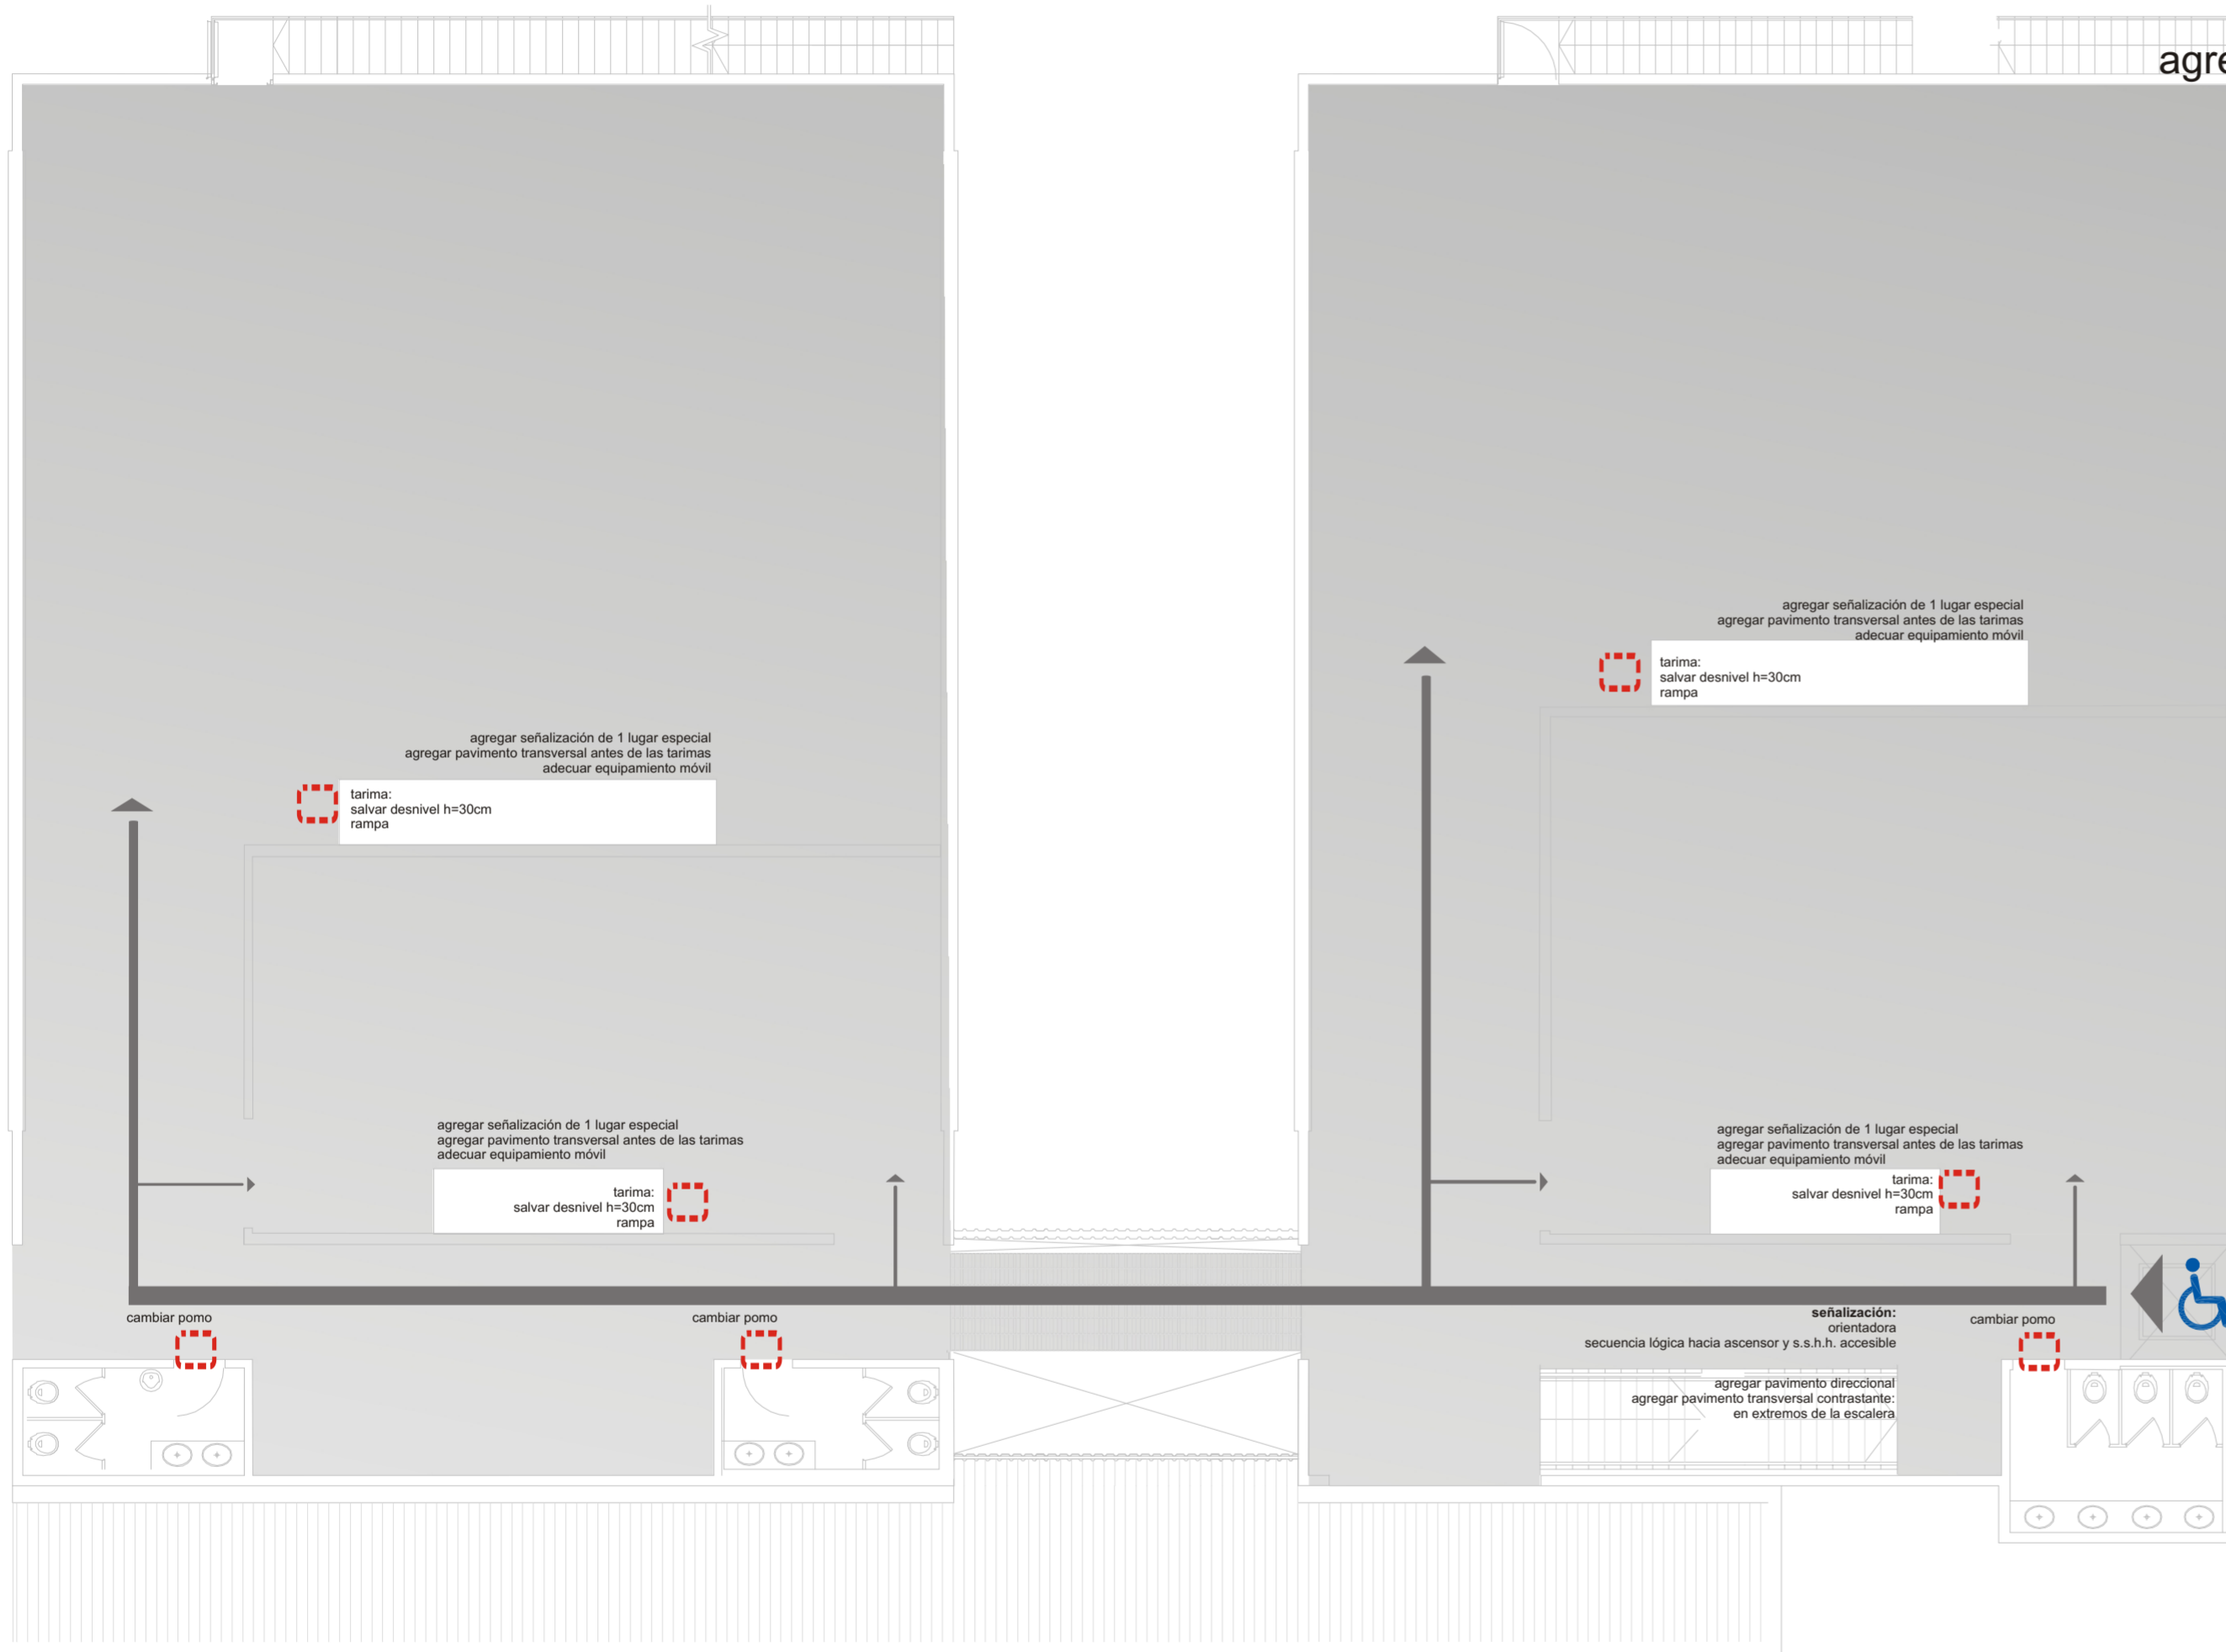 agre
agregar señalización de 1 lugar especial
agregar pavimento transversal antes de las tarimas
adecuar equipamiento móvil
tarima:
salvar desnivel h=30cm
rampa
agregar señalización de 1 lugar especial
agregar pavimento transversal antes de las tarimas
adecuar equipamiento móvil
tarima:
salvar desnivel h=30cm
rampa
agregar señalización de 1 lugar especial
agregar pavimento transversal antes de las tarimas
adecuar equipamiento móvil
tarima:
salvar desnivel h=30cm
rampa
agregar señalización de 1 lugar especial
agregar pavimento transversal antes de las tarimas
adecuar equipamiento móvil
tarima:
salvar desnivel h=30cm
rampa
cambiar pomo
cambiar pomo
señalización:
orientadora
secuencia lógica hacia ascensor y s.s.h.h. accesible
cambiar pomo
agregar pavimento direccional
agregar pavimento transversal contrastante:
en extremos de la escalera